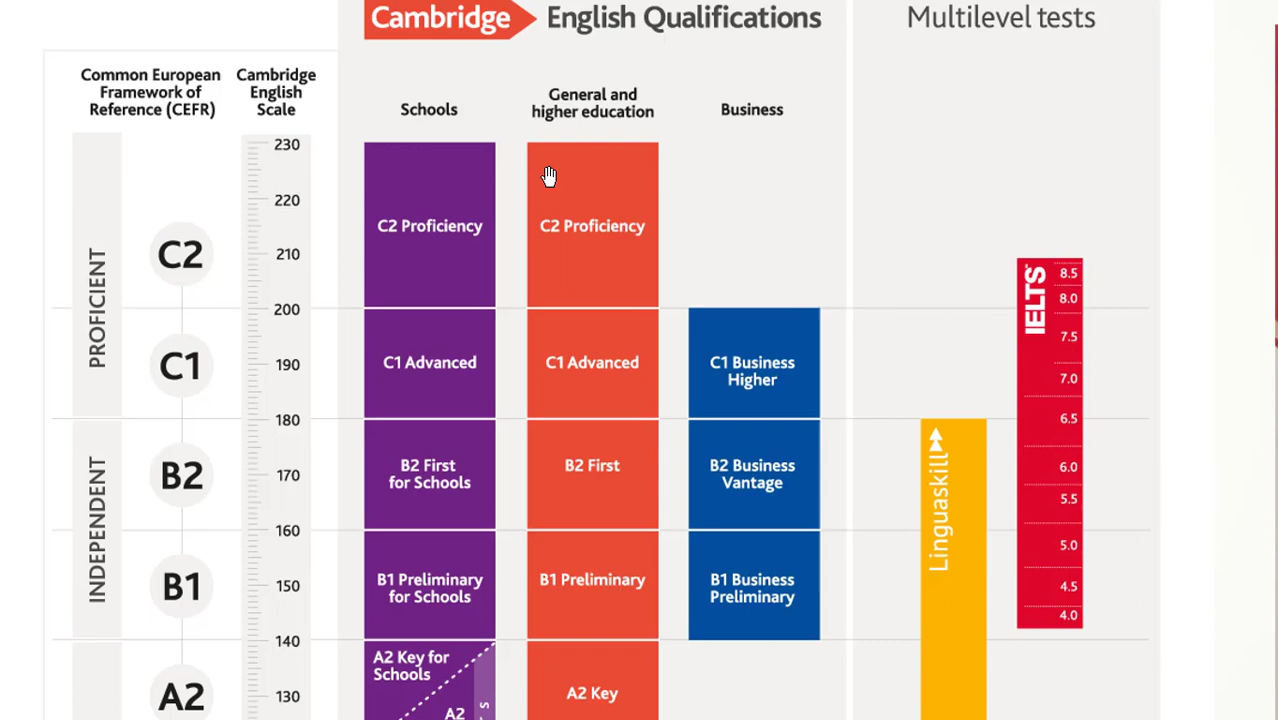 Cambridge English Qualifications
Multilevel tests
Common European
Framework of
Reference (CEFR)
Cambridge
English
Scale
Schools
General and
higher education
Business
PROFICIENT
INDEPENDENT
C2
C1
B2
B1
A2
230
220
210
200
190
180
170
160
150
140
130
C2 Proficiency
C1 Advanced
B2 First
for Schools
B1 Preliminary
for Schools
A2 Key for
Schools
A2
C2 Proficiency
C1 Advanced
B2 First
B1 Preliminary
A2 Key
C1 Business
Higher
B2 Business
Vantage
B1 Business
Preliminary
Linguaskill
IELTS
8.5
8.0
7.5
7.0
6.5
6.0
5.5
5.0
4.5
4.0